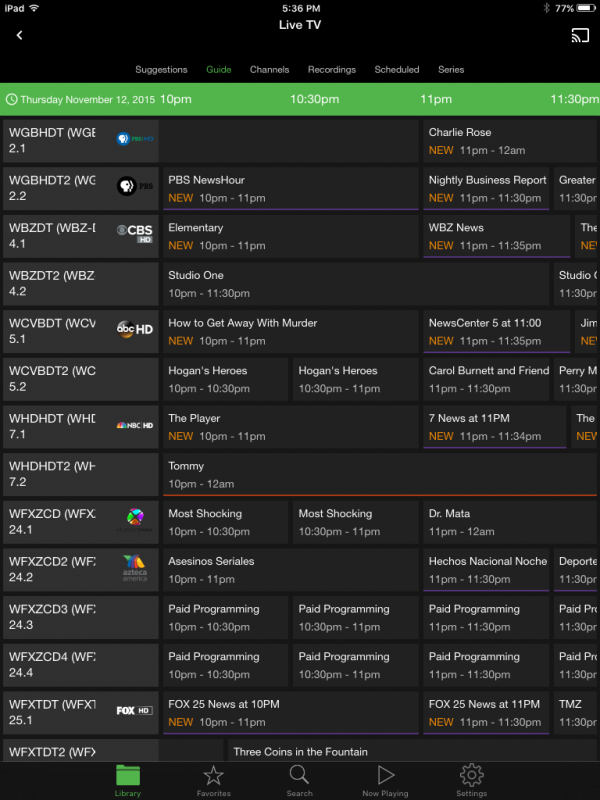 iPad 5:36 PM 77%
Live TV
Suggestions Guide Channels Recordings Scheduled Series
Thursday November 12, 2015 10pm 10:30pm 11pm 11:30pm
WGBHDT (WGB
2.1
Charlie Rose
NEW 11pm - 12am
WGBHDT2 (WG
2.2
PBS
PBS NewsHour
NEW 10pm - 11pm
Nightly Business Report
NEW 11pm - 11:30pm
Greater
11:30pm
WBZDT (WBZ-D
4.1
CBS
HD
Elementary
NEW 10pm - 11pm
WBZ News
NEW 11pm - 11:35pm
The
NEW
WBZDT2 (WBZ
4.2
Studio One
10pm - 11:30pm
Studio
11:30pm
WCVBDT (WCV
5.1
abc HD
How to Get Away With Murder
NEW 10pm - 11pm
NewsCenter 5 at 11:00
NEW 11pm - 11:35pm
Jim
NEW
WCVBDT2 (WC
5.2
Hogan's Heroes
10pm - 10:30pm
Hogan's Heroes
10:30pm - 11pm
Carol Burnett and Friend
11pm - 11:30pm
Perry M
11:30pm
WHDHDT (WHD
7.1
NBC HD
The Player
NEW 10pm - 11pm
7 News at 11PM
NEW 11pm - 11:34pm
The
NEW
WHDHDT2 (WH
7.2
Tommy
10pm - 12am
WFXZCD (WFX
24.1
Most Shocking
10pm - 10:30pm
Most Shocking
10:30pm - 11pm
Dr. Mata
11pm - 12am
WFXZCD2 (WF
24.2
azteca
america
Asesinos Seriales
10pm - 11pm
Hechos Nacional Noche
11pm - 11:30pm
Deporte
11:30pm
WFXZCD3 (WF
24.3
Paid Programming
10pm - 10:30pm
Paid Programming
10:30pm - 11pm
Paid Programming
11pm - 11:30pm
Paid Pr
11:30pm
WFXZCD4 (WF
24.4
Paid Programming
10pm - 10:30pm
Paid Programming
10:30pm - 11pm
Paid Programming
11pm - 11:30pm
Paid Pr
11:30pm
WFXTDT (WFXT
25.1
FOX HD
FOX 25 News at 10PM
NEW 10pm - 11pm
FOX 25 News at 11PM
NEW 11pm - 11:30pm
TMZ
11:30pm
WFXTDT2 (WFX
Three Coins in the Fountain
Library Favorites Search Now Playing Settings